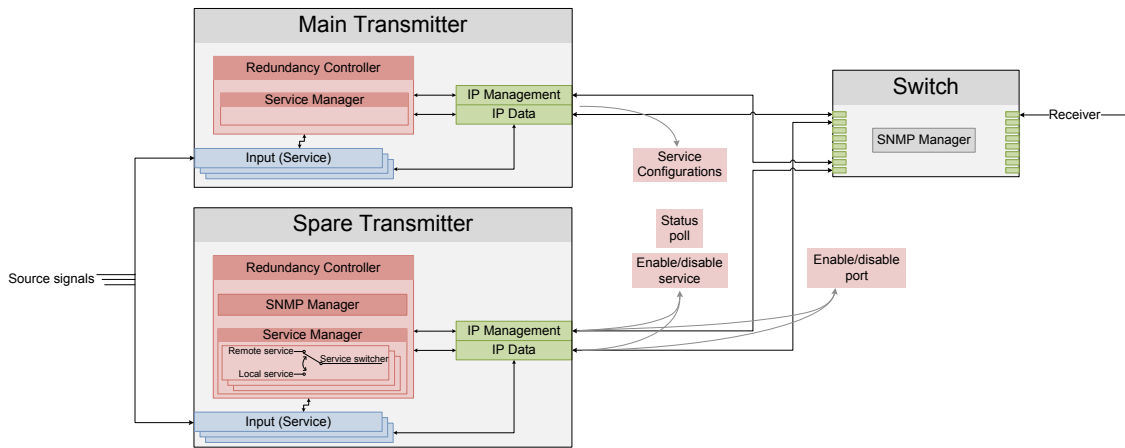 Main Transmitter
Redundancy Controller
Service Manager
IP Management
IP Data
Input (Service)
Service
Configurations
Switch
SNMP Manager
Receiver
Source signals
Spare Transmitter
Redundancy Controller
SNMP Manager
Service Manager
Remote service
Service switcher
Local service
IP Management
IP Data
Input (Service)
Status
poll
Enable/disable
service
Enable/disable
port